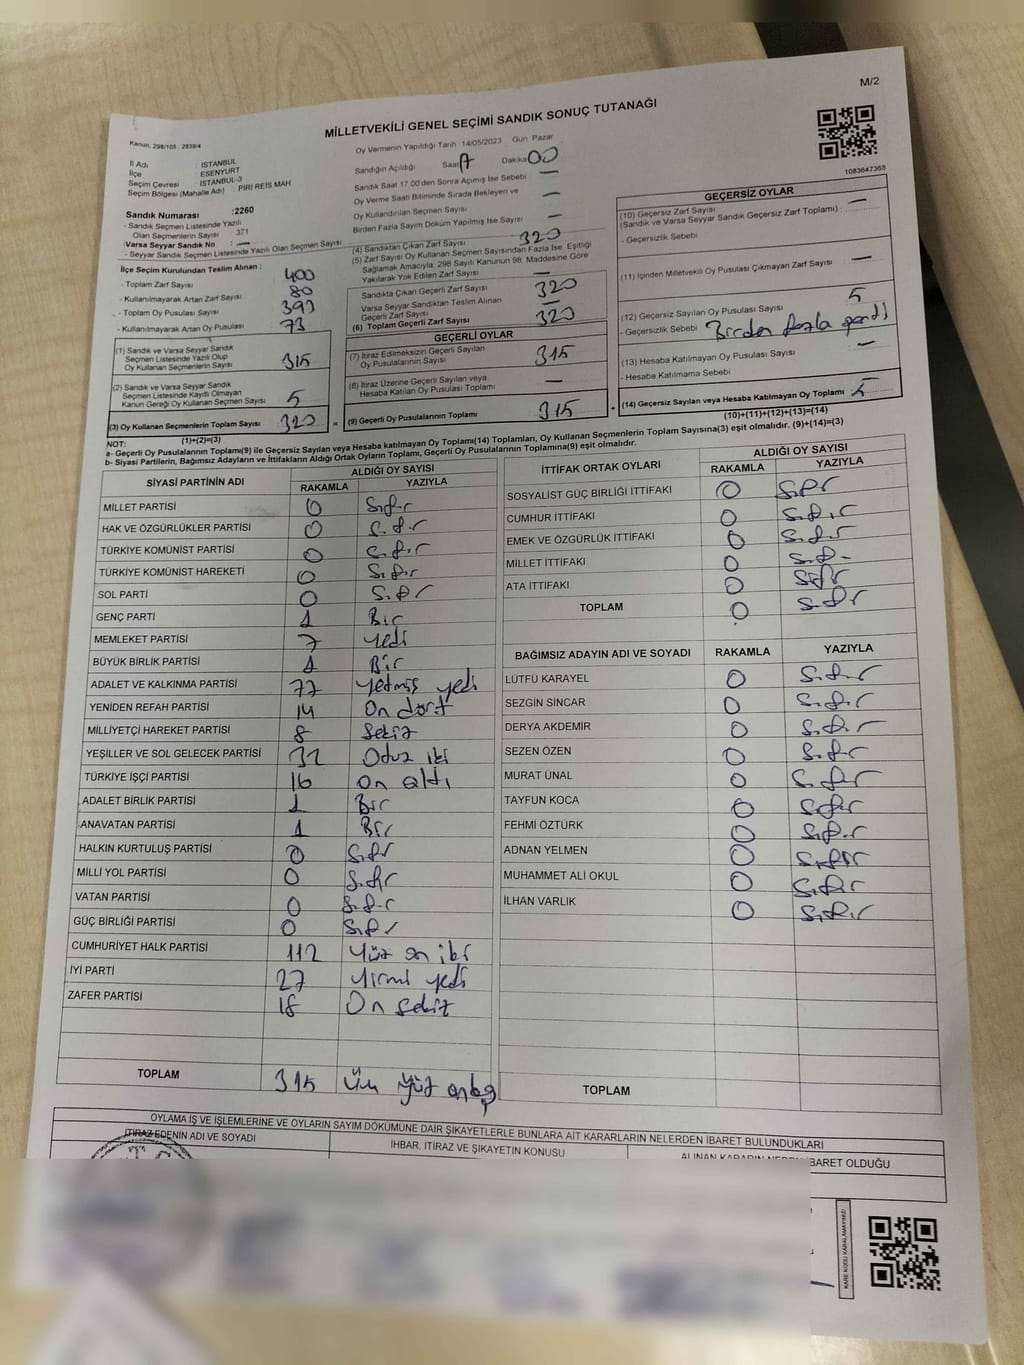 M/2
MİLLETVEKİLİ GENEL SEÇİMİ SANDIK SONUÇ TUTANAĞI
Kanun, 298/105 . 2839/4
İl Adı İSTANBUL
İlçe ESENYURT
Seçim Çevresi İSTANBUL-3
Seçim Bölgesi (Mahalle Adı) : PİRİ REİS MAH
Sandık Numarası :2260
- Sandık Seçmen Listesinde Yazılı
Olan Seçmenlerin Sayısı 371
Varsa Seyyar Sandık No : —
- Seyyar Sandık Seçmen Listesinde Yazılı Olan Seçmen Sayısı
İlçe Seçim Kurulundan Teslim Alınan :
- Toplam Zarf Sayısı 400
- Kullanılmayarak Artan Zarf Sayısı 80
- Toplam Oy Pusulası Sayısı 393
- Kullanılmayarak Artan Oy Pusulası 73
(1) Sandık ve Varsa Seyyar Sandık
Seçmen Listesinde Yazılı Olup
Oy Kullanan Seçmenlerin Sayısı 315
(2) Sandık ve Varsa Seyyar Sandık
Seçmen Listesinde Kayıtlı Olmayan
Kanun Gereği Oy Kullanan Seçmen Sayısı 5
(3) Oy Kullanan Seçmenlerin Toplam Sayısı 320
(1)+(2)=(3)
Oy Vermenin Yapıldığı Tarih 14/05/2023 Gün Pazar
Sandığın Açıldığı Saat 17 Dakika 00
Sandık Saat 17.00'den Sonra Açımış İse Sebebi —
Oy Verme Saati Bitiminde Sırada Bekleyen ve
Oy Kullandırılan Seçmen Sayısı —
Birden Fazla Sayım Döküm Yapılmış İse Sayısı —
(4) Sandıktan Çıkan Zarf Sayısı 320
(5) Zarf Sayısı Oy Kullanan Seçmen Sayısından Fazla İse, Eşitliği
Sağlamak Amacıyla, 298 Sayılı Kanunun 98. Maddesine Göre
Yakılarak Yok Edilen Zarf Sayısı —
Sandıkta Çıkan Geçerli Zarf Sayısı 320
Varsa Seyyar Sandıktan Teslim Alınan
Geçerli Zarf Sayısı —
(6) Toplam Geçerli Zarf Sayısı 320
GEÇERLİ OYLAR
(7) İtiraz Edilmeksizin Geçerli Sayılan
Oy Pusulalarının Sayısı 315
(8) İtiraz Üzerine Geçerli Sayılan veya
Hesaba Katılan Oy Pusulası Toplamı —
= (9) Geçerli Oy Pusulalarının Toplamı 315
1083647368
GEÇERSİZ OYLAR
(10) Geçersiz Zarf Sayısı —
(Sandık ve Varsa Seyyar Sandık Geçersiz Zarf Toplamı)
- Geçersizlik Sebebi
(11) İçinden Milletvekili Oy Pusulası Çıkmayan Zarf Sayısı —
(12) Geçersiz Sayılan Oy Pusulası Sayısı 5
- Geçersizlik Sebebi Birden fazla parti
(13) Hesaba Katılmayan Oy Pusulası Sayısı —
- Hesaba Katılmama Sebebi
+ (14) Geçersiz Sayılan veya Hesaba Katılmayan Oy Toplamı 5
(10)+(11)+(12)+(13)=(14)
NOT:
a- Geçerli Oy Pusulalarının Toplamı(9) ile Geçersiz Sayılan veya Hesaba katılmayan Oy Toplamı(14) Toplamları, Oy Kullanan Seçmenlerin Toplam Sayısına(3) eşit olmalıdır. (9)+(14)=(3)
b- Siyasi Partilerin, Bağımsız Adayların ve İttifakların Aldığı Ortak Oyların Toplamı, Geçerli Oy Pusulalarının Toplamına(9) eşit olmalıdır.
SİYASİ PARTİNİN ADI ALDIĞI OY SAYISI
RAKAMLA YAZIYLA
MİLLET PARTİSİ 0 Sıfır
HAK VE ÖZGÜRLÜKLER PARTİSİ 0 Sıfır
TÜRKİYE KOMÜNİST PARTİSİ 0 Sıfır
TÜRKİYE KOMÜNİST HAREKETİ 0 Sıfır
SOL PARTİ 0 Sıfır
GENÇ PARTİ 1 Bir
MEMLEKET PARTİSİ 7 yedi
BÜYÜK BİRLİK PARTİSİ 1 Bir
ADALET VE KALKINMA PARTİSİ 77 yetmiş yedi
YENİDEN REFAH PARTİSİ 14 On dört
MİLLİYETÇİ HAREKET PARTİSİ 8 Sekiz
YEŞİLLER VE SOL GELECEK PARTİSİ 32 Otuz iki
TÜRKİYE İŞÇİ PARTİSİ 16 on altı
ADALET BİRLİK PARTİSİ 1 Bir
ANAVATAN PARTİSİ 1 Bir
HALKIN KURTULUŞ PARTİSİ 0 Sıfır
MİLLİ YOL PARTİSİ 0 Sıfır
VATAN PARTİSİ 0 Sıfır
GÜÇ BİRLİĞİ PARTİSİ 0 Sıfır
CUMHURİYET HALK PARTİSİ 112 Yüz on iki
İYİ PARTİ 27 yirmi yedi
ZAFER PARTİSİ 18 On sekiz
TOPLAM 315 Üç Yüz onbeş
İTTİFAK ORTAK OYLARI ALDIĞI OY SAYISI
RAKAMLA YAZIYLA
SOSYALİST GÜÇ BİRLİĞİ İTTİFAKI 0 Sıfır
CUMHUR İTTİFAKI 0 Sıfır
EMEK VE ÖZGÜRLÜK İTTİFAKI 0 Sıfır
MİLLET İTTİFAKI 0 Sıfır
ATA İTTİFAKI 0 Sıfır
TOPLAM 0 Sıfır
BAĞIMSIZ ADAYIN ADI VE SOYADI RAKAMLA YAZIYLA
LÜTFÜ KARAYEL 0 Sıfır
SEZGİN SİNCAR 0 Sıfır
DERYA AKDEMİR 0 Sıfır
SEZEN ÖZEN 0 Sıfır
MURAT ÜNAL 0 Sıfır
TAYFUN KOCA 0 Sıfır
FEHMİ ÖZTÜRK 0 Sıfır
ADNAN YELMEN 0 Sıfır
MUHAMMET ALİ OKUL 0 Sıfır
İLHAN VARLIK 0 Sıfır
TOPLAM
OYLAMA İŞ VE İŞLEMLERİNE VE OYLARIN SAYIM DÖKÜMÜNE DAİR ŞİKAYETLERLE BUNLARA AİT KARARLARIN NELERDEN İBARET BULUNDUKLARI
İTİRAZ EDENİN ADI VE SOYADI İHBAR, İTİRAZ VE ŞİKAYETİN KONUSU ALINAN KARARIN NEDEN İBARET OLDUĞU
KARE KODU KARALAMAYINIZ!